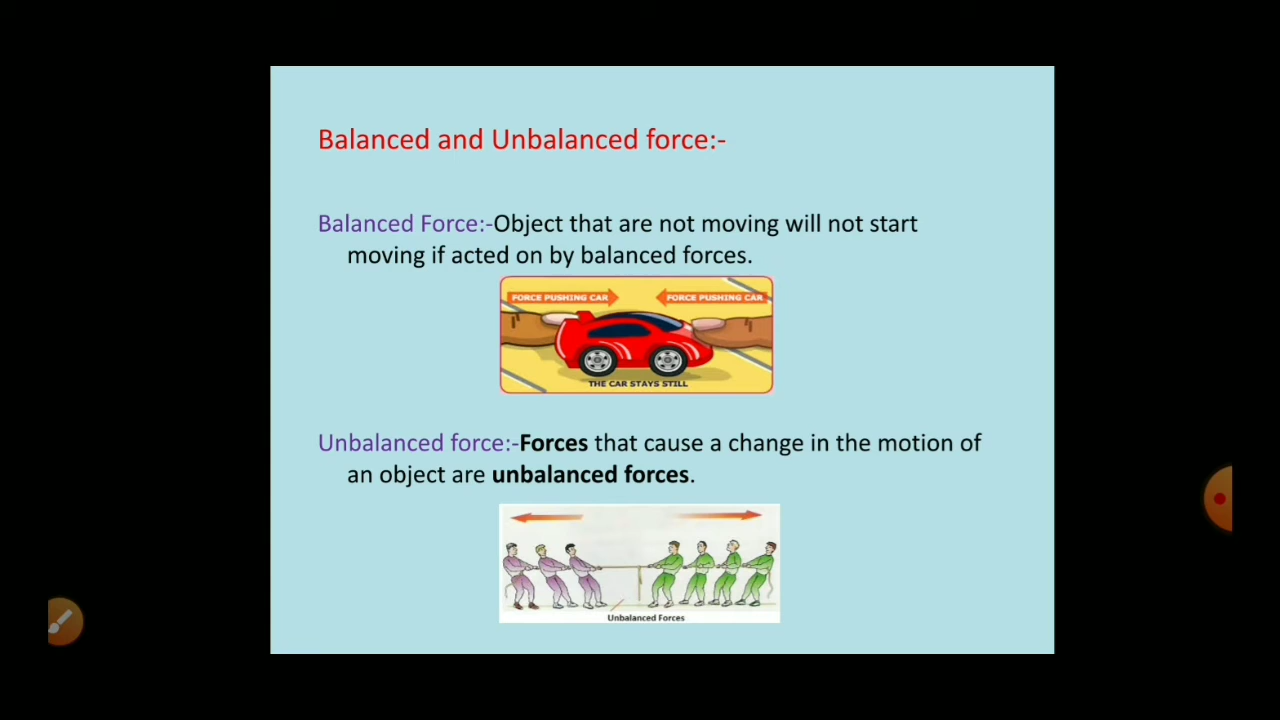 Balanced and Unbalanced force:-
Balanced Force:-Object that are not moving will not start
moving if acted on by balanced forces.
FORCE PUSHING CAR FORCE PUSHING CAR
THE CAR STAYS STILL
Unbalanced force:-Forces that cause a change in the motion of
an object are unbalanced forces.
Unbalanced Forces